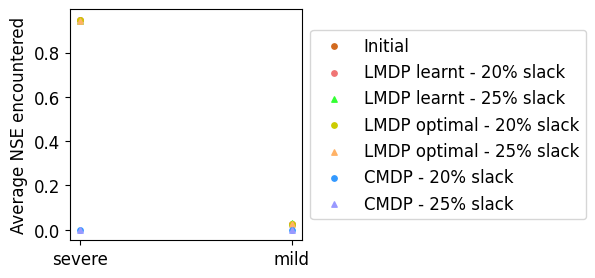 Average NSE encountered
0.8
0.6
0.4
0.2
0.0
severe
mild
Initial
LMDP learnt - 20% slack
LMDP learnt - 25% slack
LMDP optimal - 20% slack
LMDP optimal - 25% slack
CMDP - 20% slack
CMDP - 25% slack